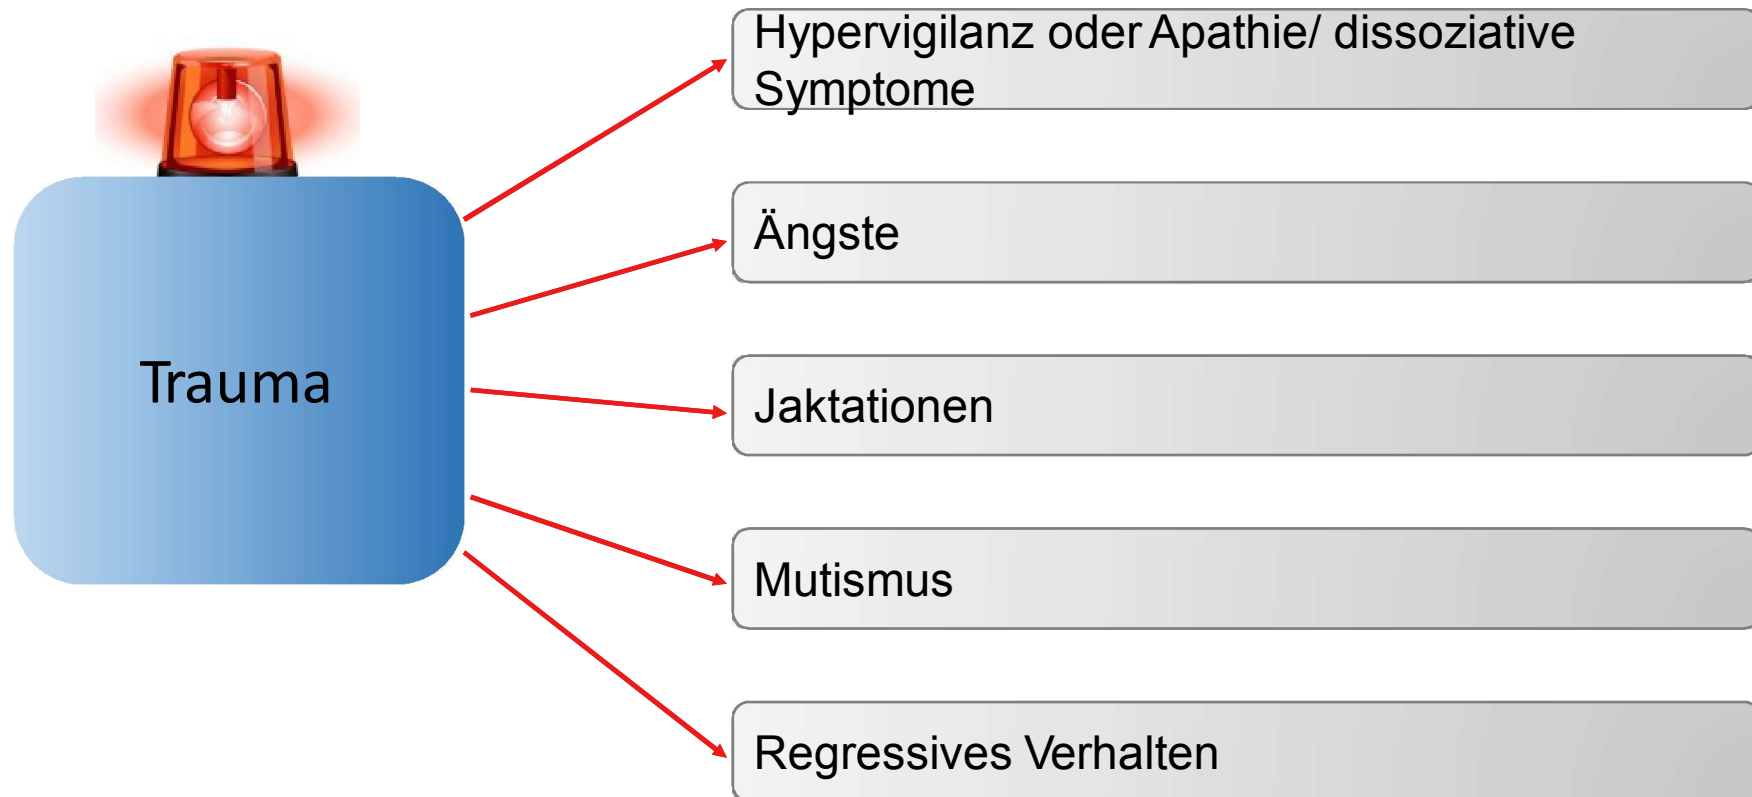 Hypervigilanz oder Apathie/ dissoziative
Symptome
Ängste
Trauma
Jaktationen
Mutismus
Regressives Verhalten